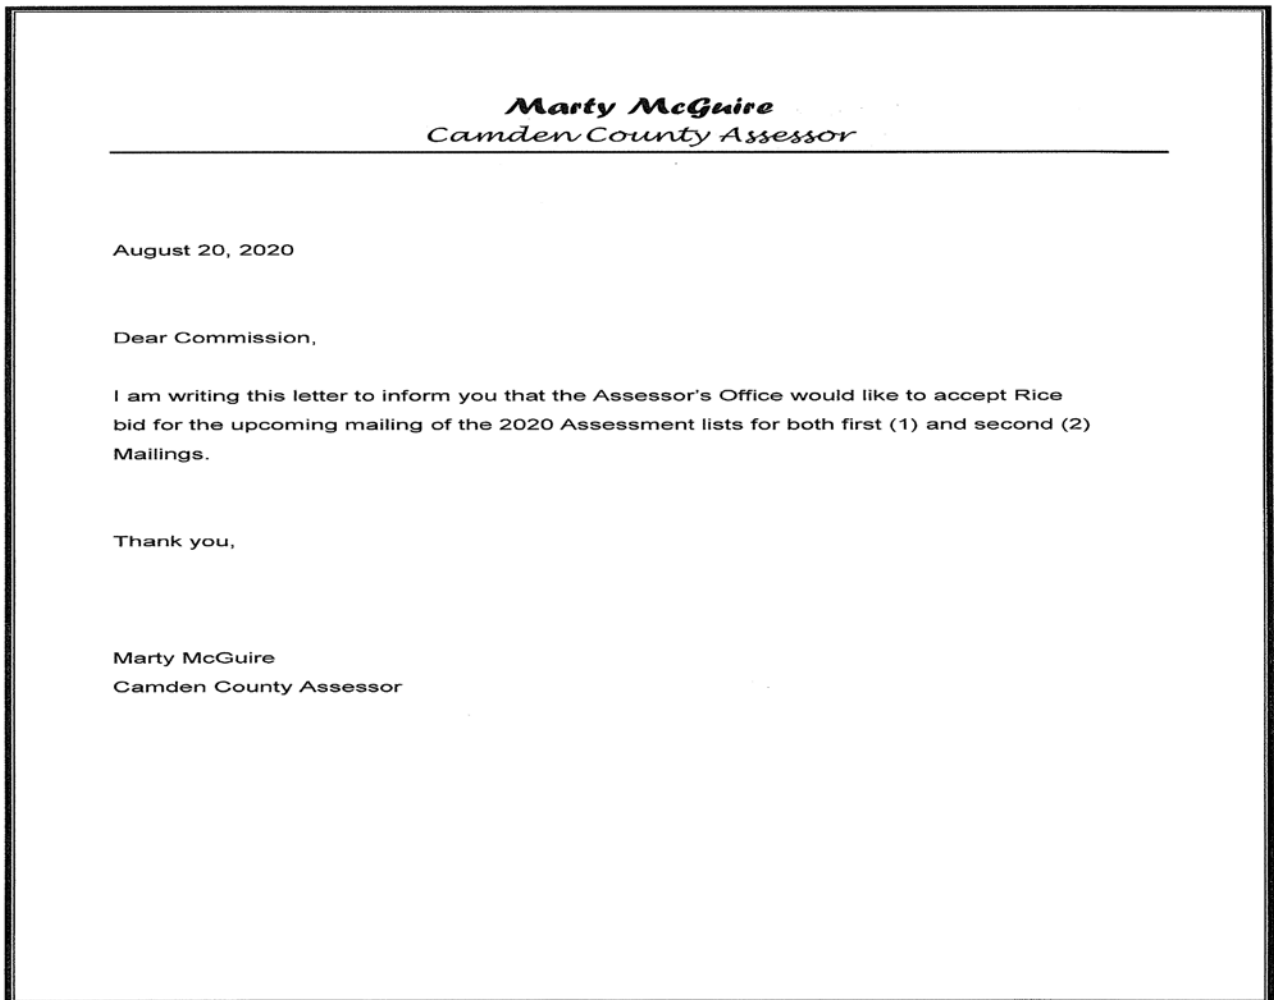 Marty McGuire
Camden County Assessor
August 20, 2020
Dear Commission,
I am writing this letter to inform you that the Assessor's Office would like to accept Rice
bid for the upcoming mailing of the 2020 Assessment lists for both first (1) and second (2)
Mailings.
Thank you,
Marty McGuire
Camden County Assessor